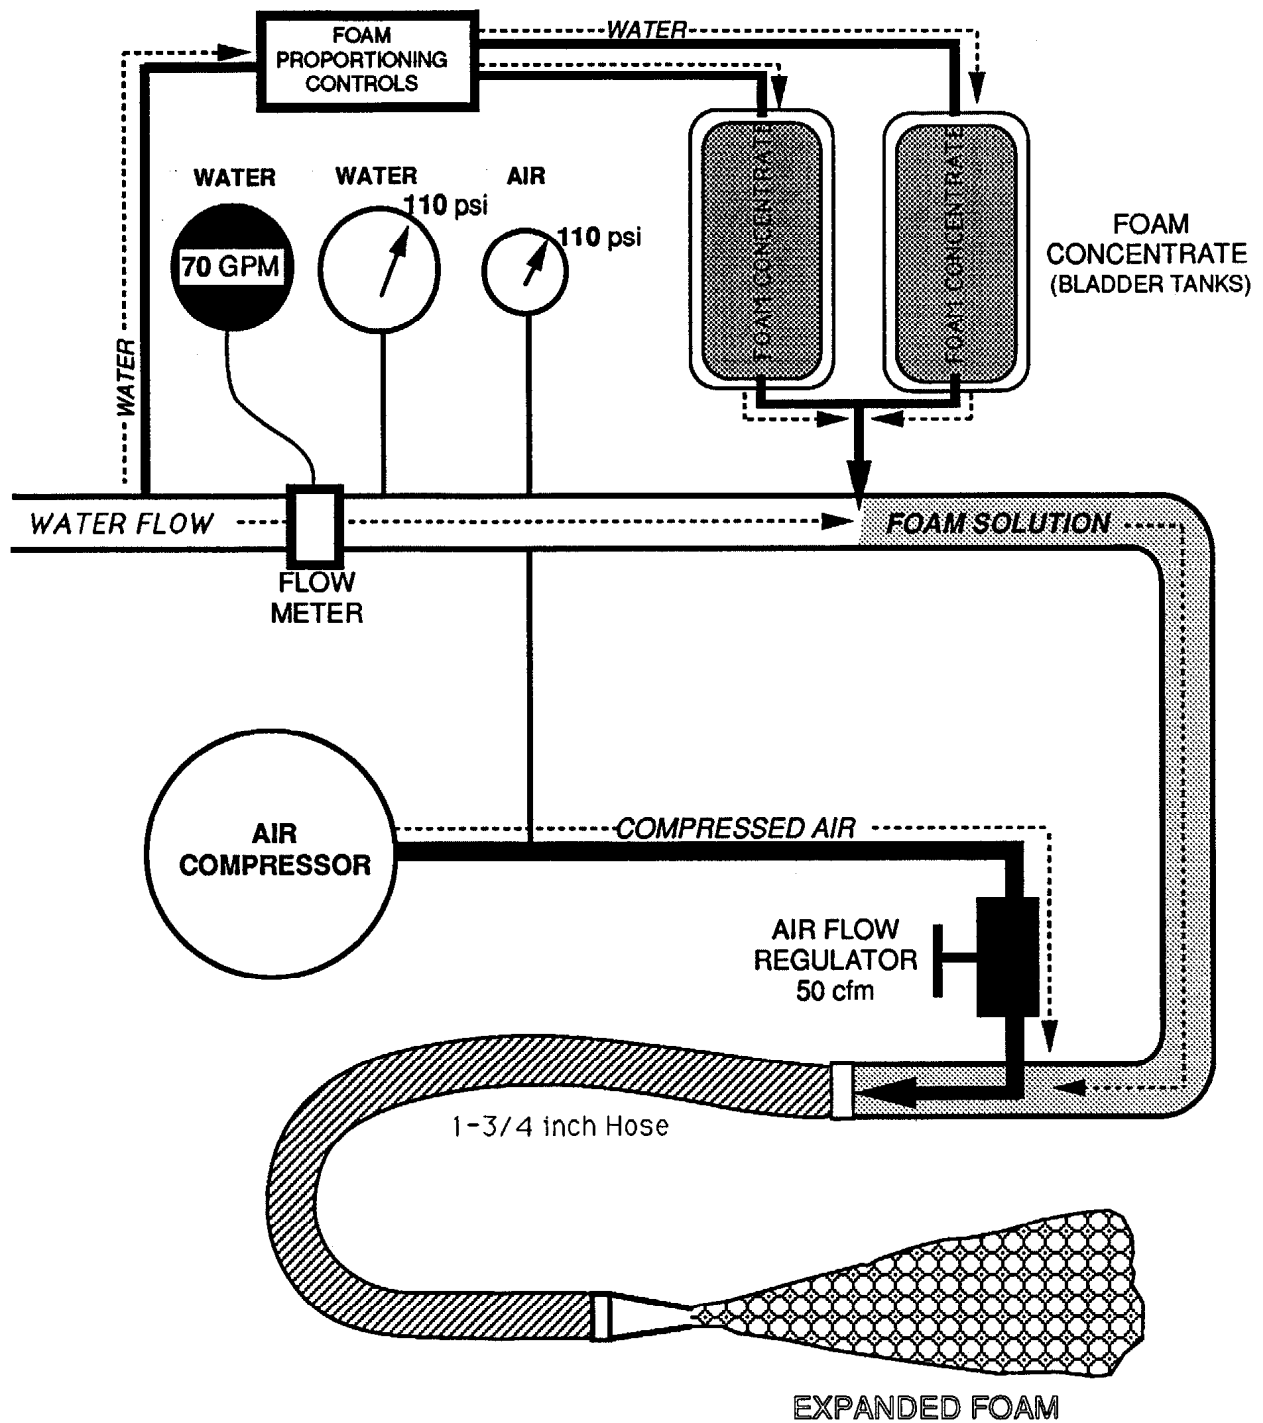 FOAM
PROPORTIONING
CONTROLS
WATER
WATER
WATER
WATER
AIR
110 psi
110 psi
70 GPM
FOAM CONCENTRATE
FOAM CONCENTRATE
FOAM
CONCENTRATE
(BLADDER TANKS)
WATER FLOW
FOAM SOLUTION
FLOW
METER
AIR
COMPRESSOR
COMPRESSED AIR
AIR FLOW
REGULATOR
50 cfm
1-3/4 inch Hose
EXPANDED FOAM